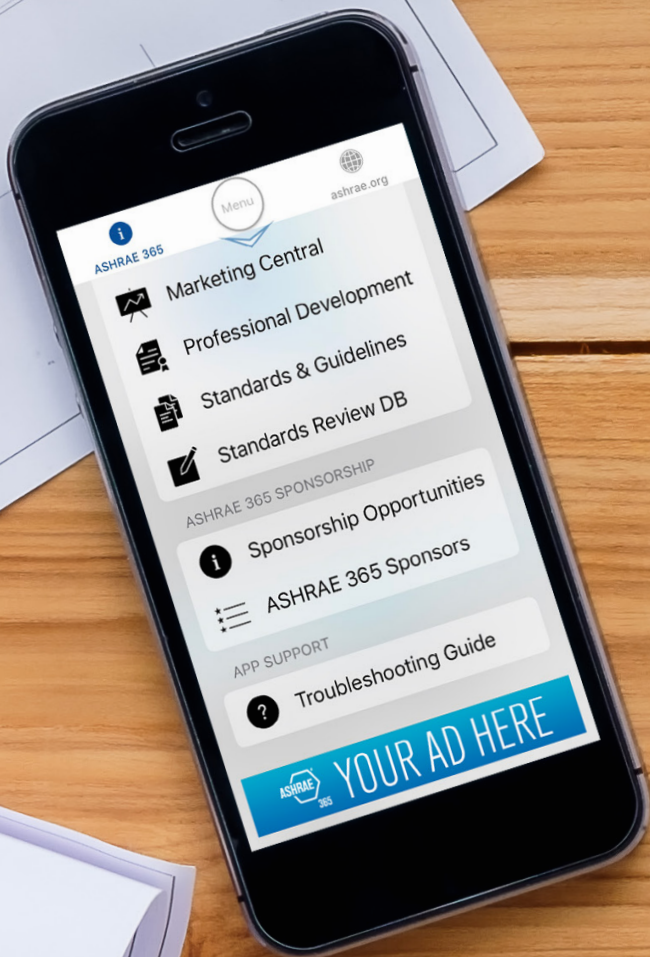 Menu
ASHRAE 365
ashrae.org
Marketing Central
Professional Development
Standards & Guidelines
Standards Review DB
ASHRAE 365 SPONSORSHIP
Sponsorship Opportunities
ASHRAE 365 Sponsors
APP SUPPORT
Troubleshooting Guide
ASHRAE 365 YOUR AD HERE